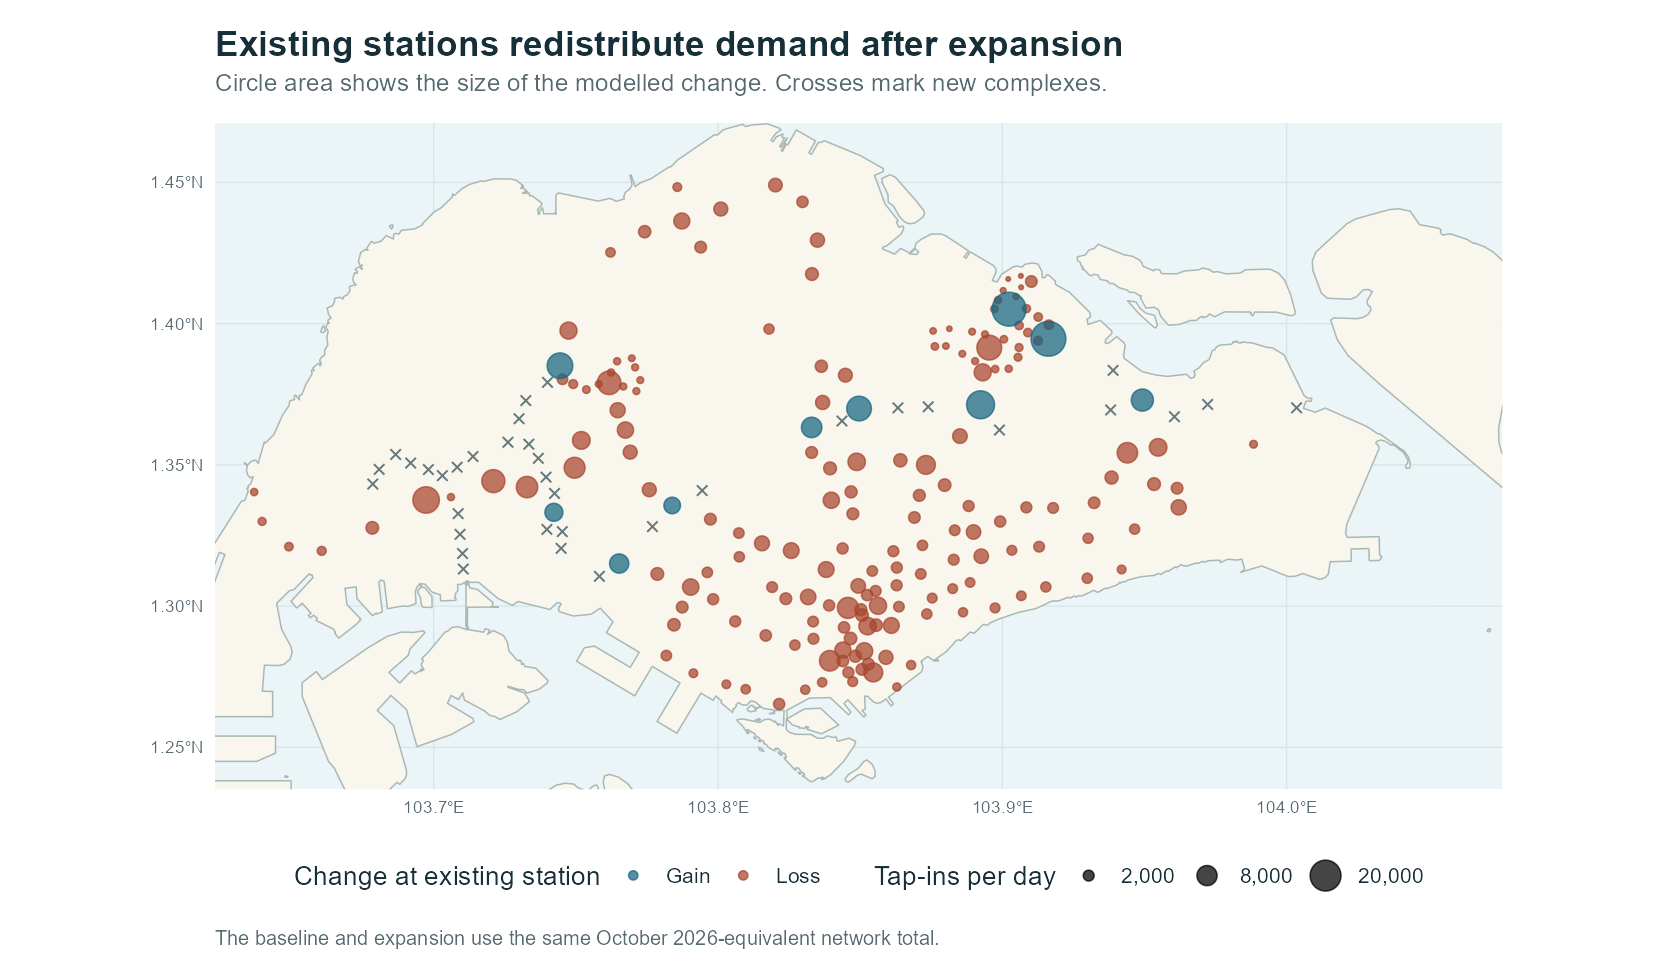 Existing stations redistribute demand after expansion
Circle area shows the size of the modelled change. Crosses mark new complexes.
1.45°N
1.40°N
1.35°N
1.30°N
1.25°N
103.7°E 103.8°E 103.9°E 104.0°E
Change at existing station Gain Loss Tap-ins per day 2,000 8,000 20,000
The baseline and expansion use the same October 2026-equivalent network total.